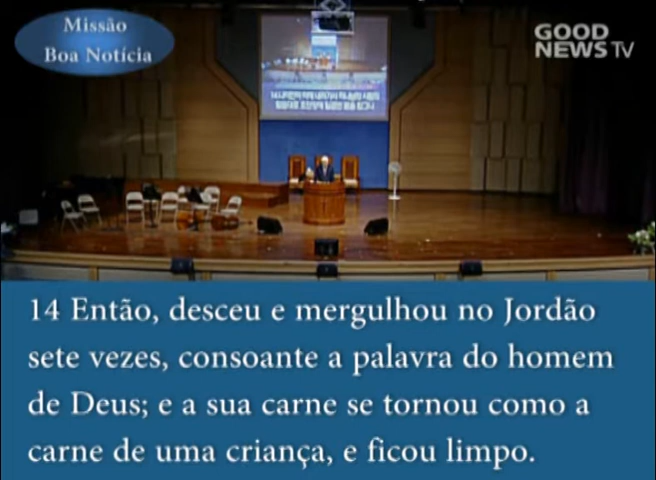 Missão
Boa Notícia
GOOD
NEWS TV
14 Então, desceu e mergulhou no Jordão
sete vezes, consoante a palavra do homem
de Deus; e a sua carne se tornou como a
carne de uma criança, e ficou limpo.